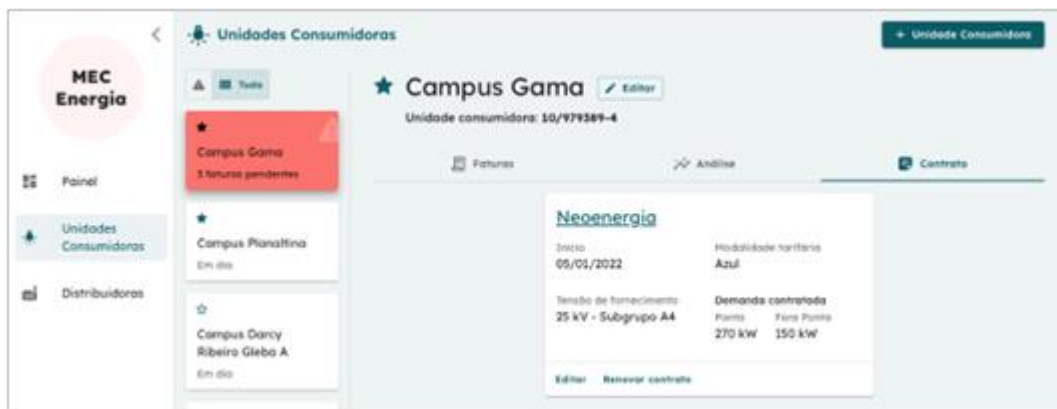 MEC
Energia
Painel
Unidades
Consumidoras
Distribuidoras
Unidades Consumidoras
+ Unidade Consumidora
Tudo
Campus Gama
3 faturas pendentes
Campus Planaltina
Em dia
Campus Darcy
Ribeiro Gleba A
Em dia
Campus Gama
Editar
Unidade consumidora: 10/979389-4
Faturas
Análise
Contrato
Neoenergia
Início
05/01/2022
Modalidade tarifária
Azul
Tensão de fornecimento
25 kV - Subgrupo A4
Demanda contratada
Ponta Fora Ponta
270 kW 150 kW
Editar Renovar contrato